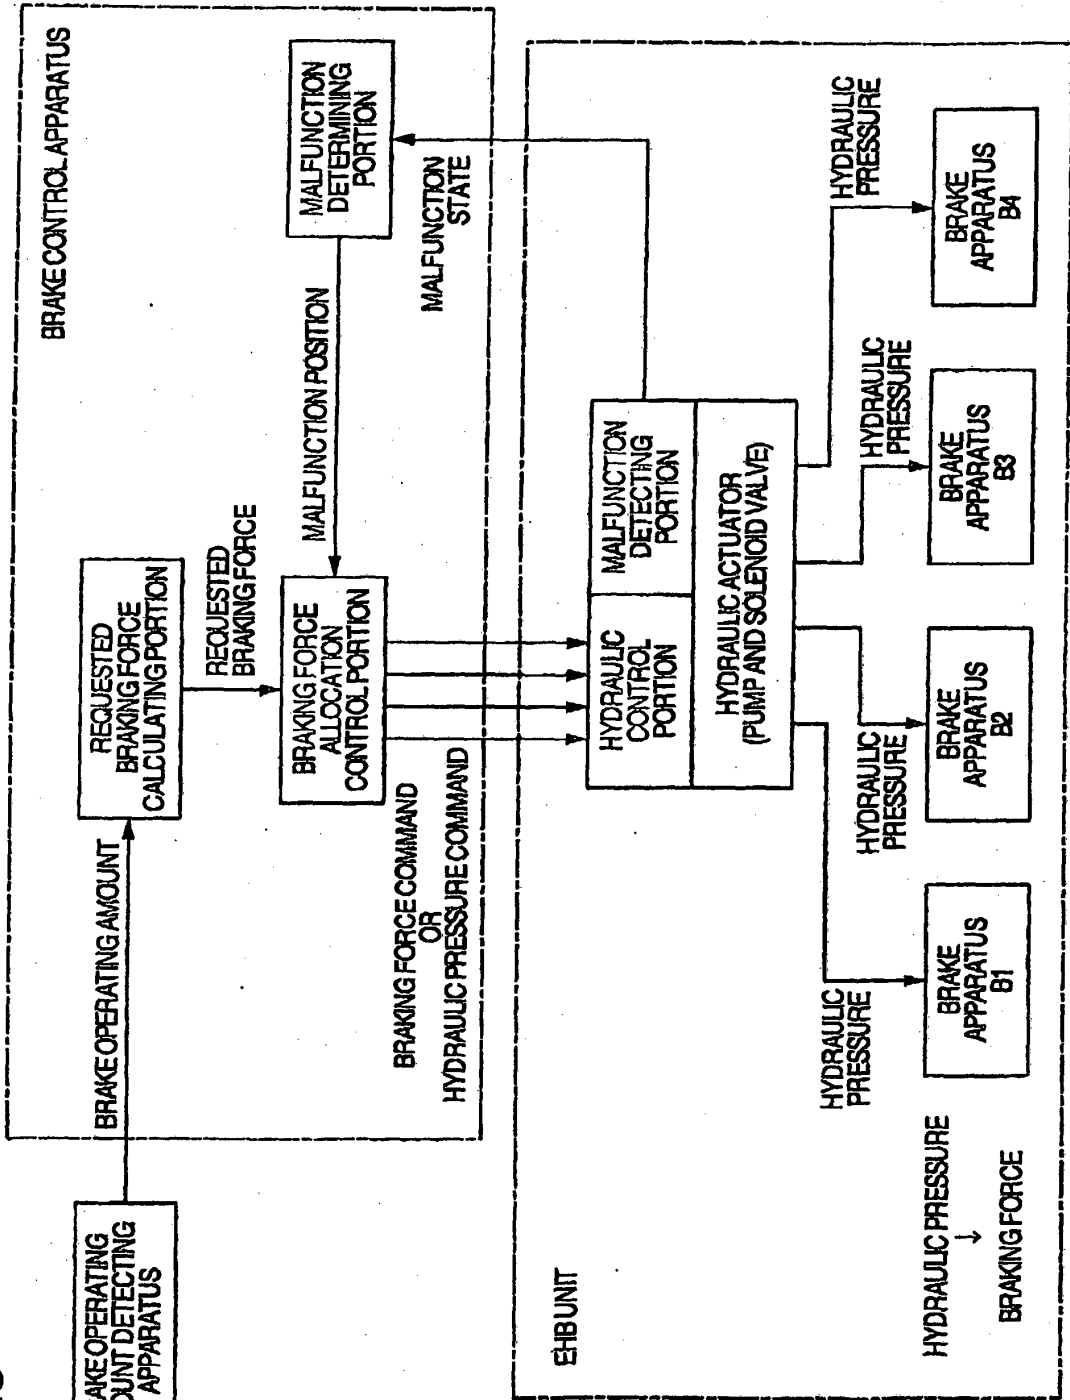 BRAKE CONTROL APPARATUS
OPERATING
DETECTING
APPARATUS
BRAKE OPERATING AMOUNT
REQUESTED
BRAKING FORCE
CALCULATING PORTION
REQUESTED
BRAKING FORCE
BRAKING FORCE
ALLOCATION
CONTROL PORTION
MALFUNCTION POSITION
MALFUNCTION
DETERMINING
PORTION
MALFUNCTION
STATE
BRAKING FORCE COMMAND
OR
HYDRAULIC PRESSURE COMMAND
EHB UNIT
HYDRAULIC
CONTROL
PORTION
MALFUNCTION
DETECTING
PORTION
HYDRAULIC ACTUATOR
(PUMP AND SOLENOID VALVE)
HYDRAULIC
PRESSURE
HYDRAULIC
PRESSURE
HYDRAULIC
PRESSURE
HYDRAULIC
PRESSURE
BRAKE
APPARATUS
B1
BRAKE
APPARATUS
B2
BRAKE
APPARATUS
B3
BRAKE
APPARATUS
B4
HYDRAULIC PRESSURE
↓
BRAKING FORCE